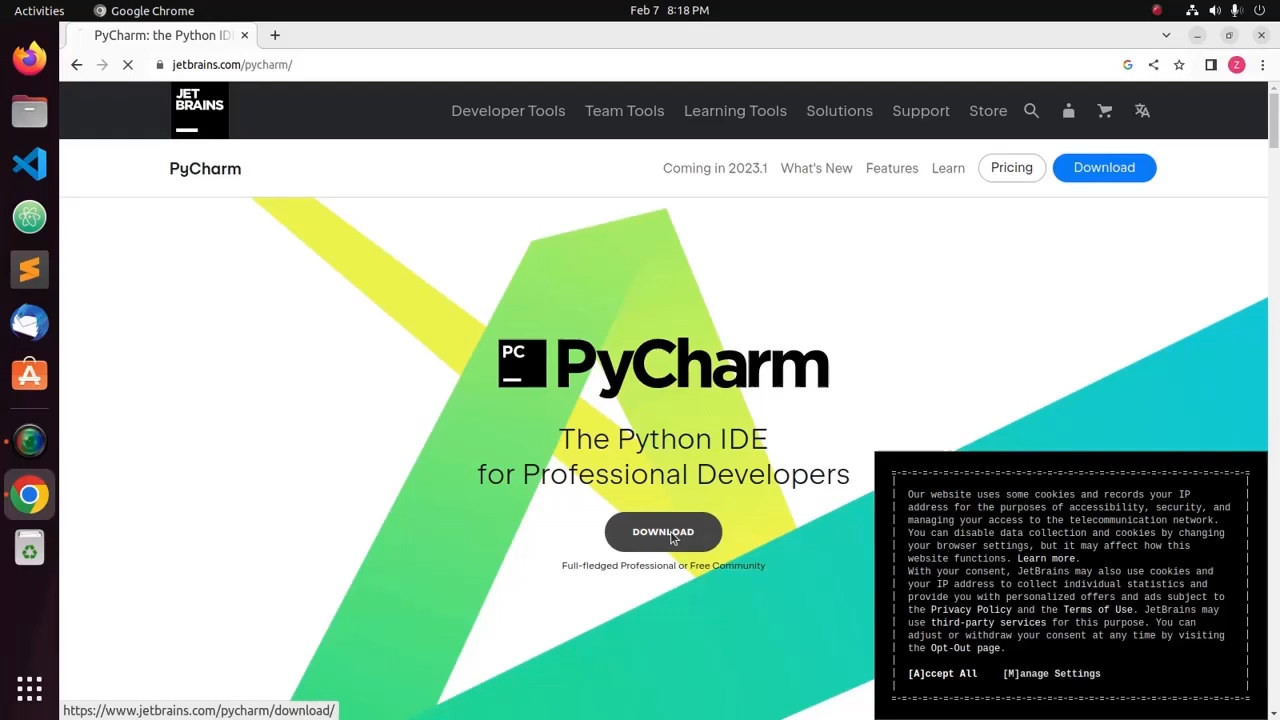 Activities
Google Chrome
Feb 7 8:18 PM
PyCharm: the Python ID
jetbrains.com/pycharm/
Z
JET
BRAINS
Developer Tools
Team Tools
Learning Tools
Solutions
Support
Store
PyCharm
Coming in 2023.1
What's New
Features
Learn
Pricing
Download
PC
PyCharm
The Python IDE
for Professional Developers
DOWNLOAD
Full-fledged Professional or Free Community
Our website uses some cookies and records your IP
address for the purposes of accessibility, security, and
managing your access to the telecommunication network.
You can disable data collection and cookies by changing
your browser settings, but it may affect how this
website functions. Learn more.
With your consent, JetBrains may also use cookies and
your IP address to collect individual statistics and
provide you with personalized offers and ads subject to
the Privacy Policy and the Terms of Use. JetBrains may
use third-party services for this purpose. You can
adjust or withdraw your consent at any time by visiting
the Opt-Out page.
[A]ccept All
[M]anage Settings
https://www.jetbrains.com/pycharm/download/